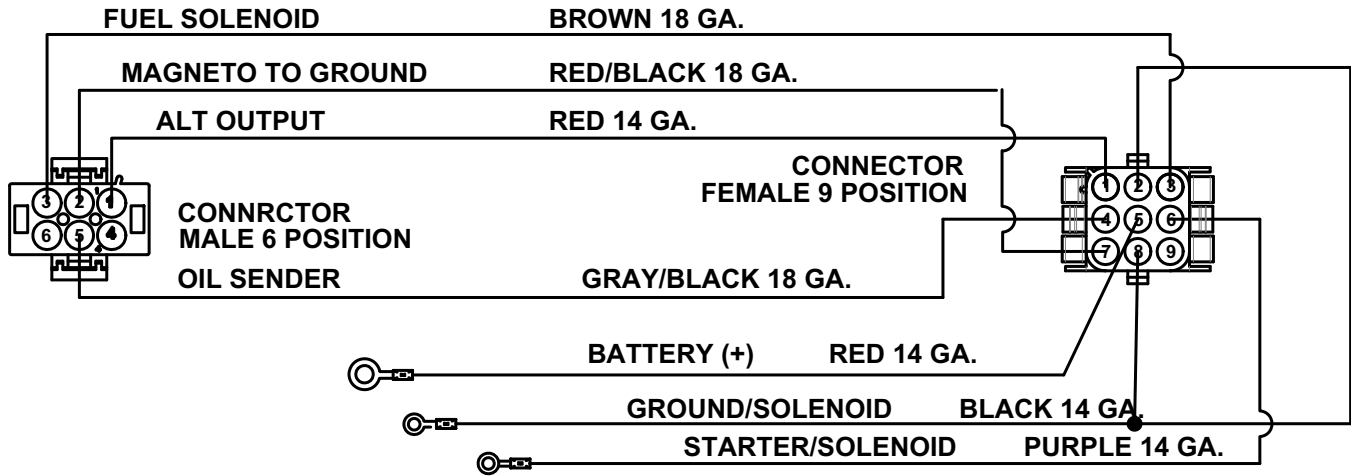 FUEL SOLENOID BROWN 18 GA.
MAGNETO TO GROUND RED/BLACK 18 GA.
ALT OUTPUT RED 14 GA.
CONNECTOR
FEMALE 9 POSITION
1 2 3
4 5 6
7 8 9
3 2 1
6 5 4
CONNRCTOR
MALE 6 POSITION
OIL SENDER GRAY/BLACK 18 GA.
BATTERY (+) RED 14 GA.
GROUND/SOLENOID BLACK 14 GA.
STARTER/SOLENOID PURPLE 14 GA.